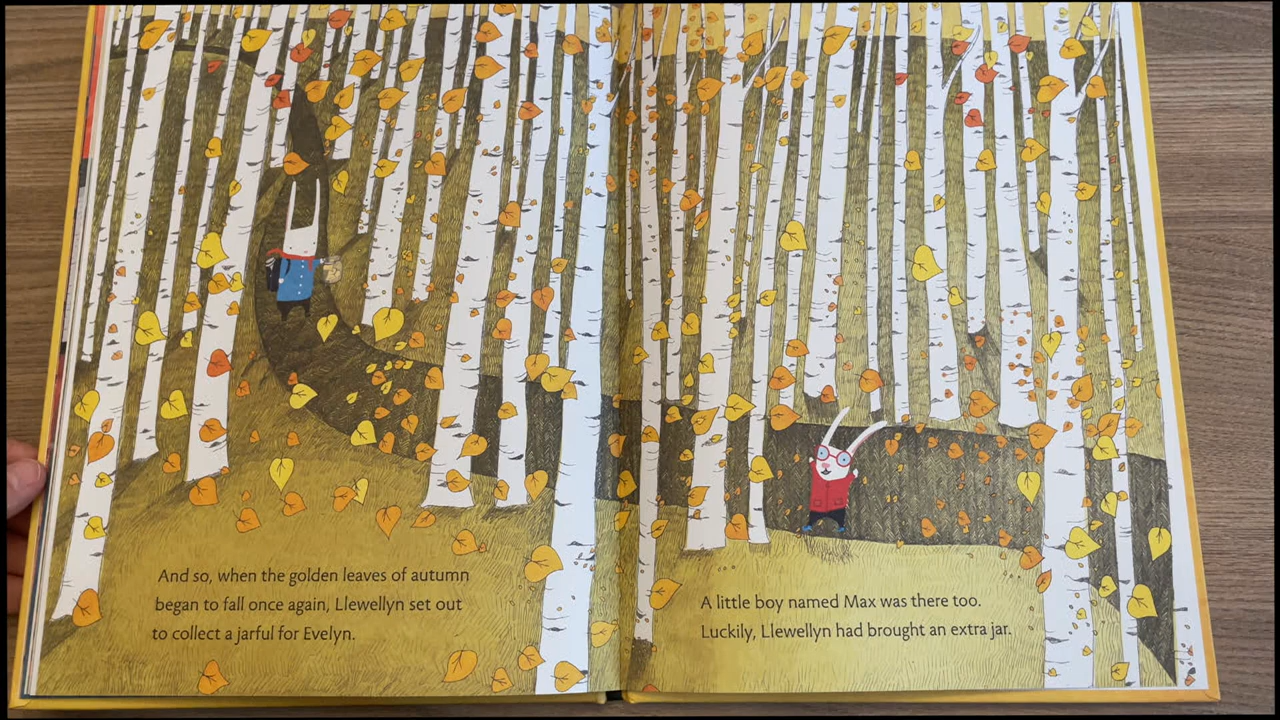 And so, when the golden leaves of autumn
began to fall once again, Llewellyn set out
to collect a jarful for Evelyn.
A little boy named Max was there too.
Luckily, Llewellyn had brought an extra jar.